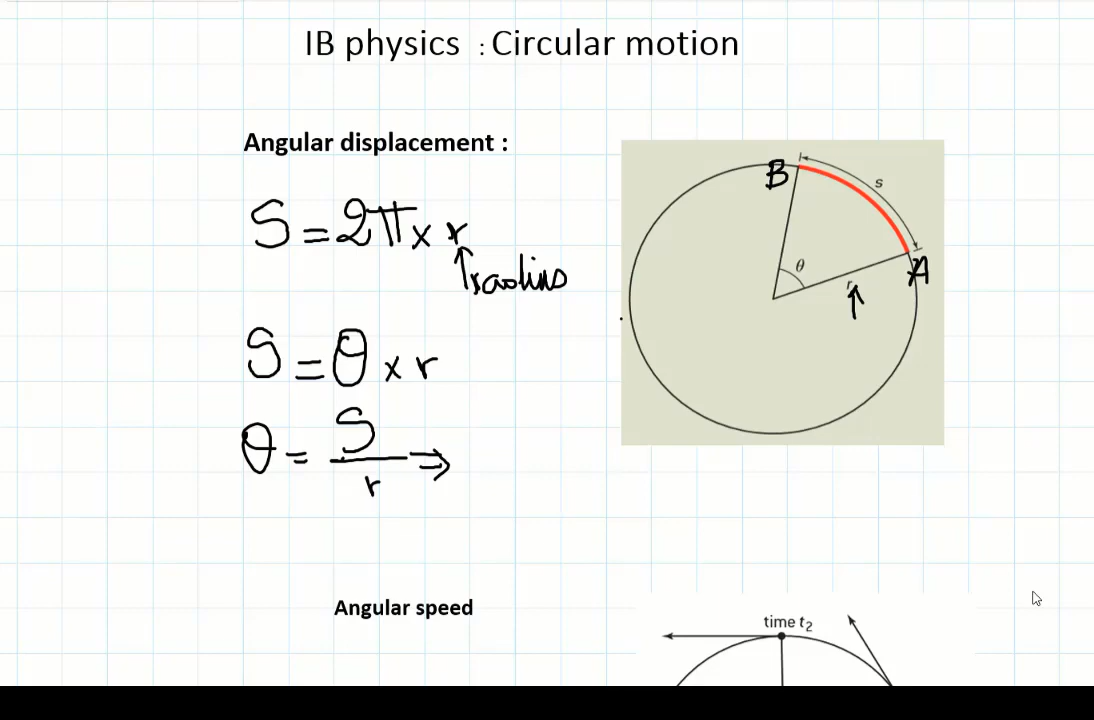 IB physics : Circular motion
Angular displacement :
S = 2π × r
radius
S = θ × r
θ = S / r ⇒
B
s
θ
r
A
Angular speed
time t₂